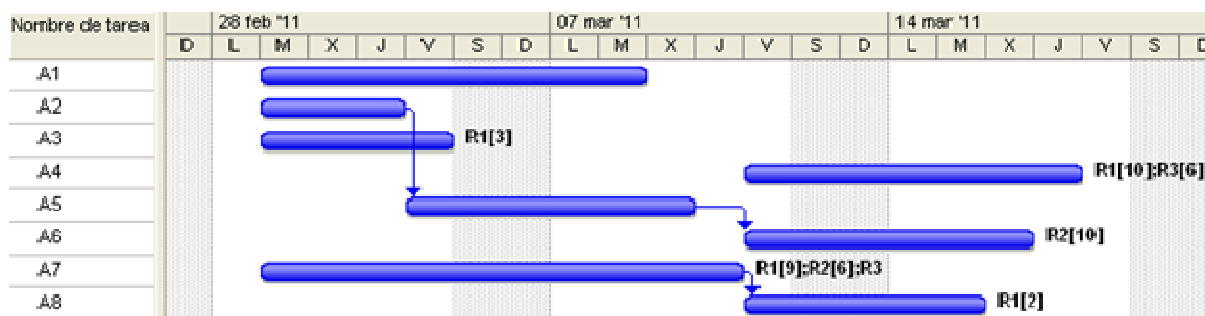 Nombre de tarea
28 feb '11 07 mar '11 14 mar '11
D L M X J V S D L M X J V S D L M X J V S D
A1
A2
A3 R1[3]
A4 R1[10];R3[6]
A5
A6 R2[10]
A7 R1[9];R2[6];R3
A8 R1[2]